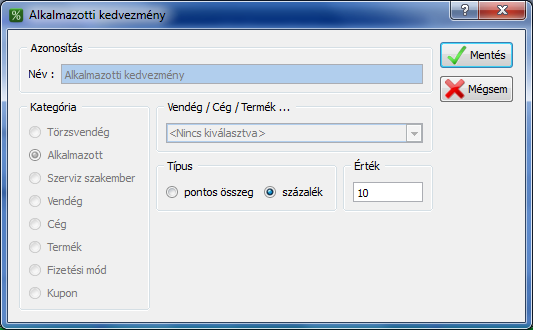 Alkalmazotti kedvezmény
Azonosítás
Név : Alkalmazotti kedvezmény
Mentés
Mégsem
Kategória
Törzsvendég
Alkalmazott
Szerviz szakember
Vendég
Cég
Termék
Fizetési mód
Kupon
Vendég / Cég / Termék ...
<Nincs kiválasztva>
Típus
pontos összeg százalék
Érték
10